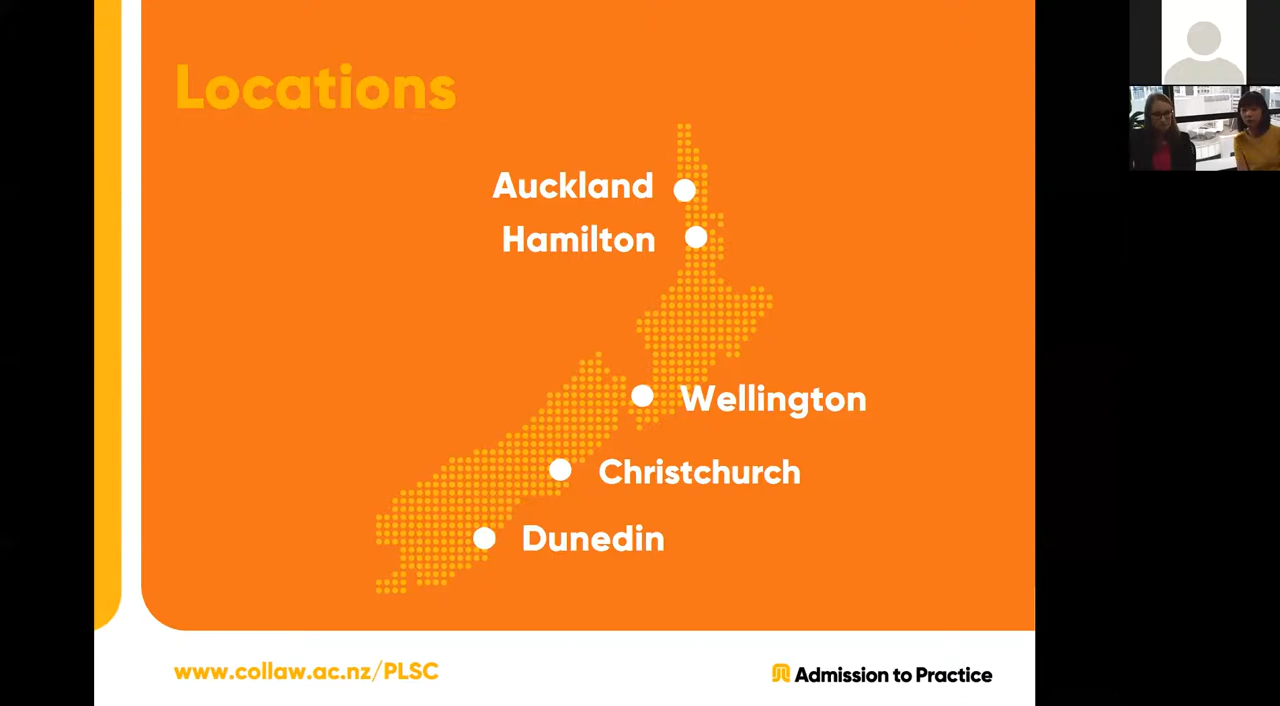 Locations
Auckland
Hamilton
Wellington
Christchurch
Dunedin
www.collaw.ac.nz/PLSC
Admission to Practice